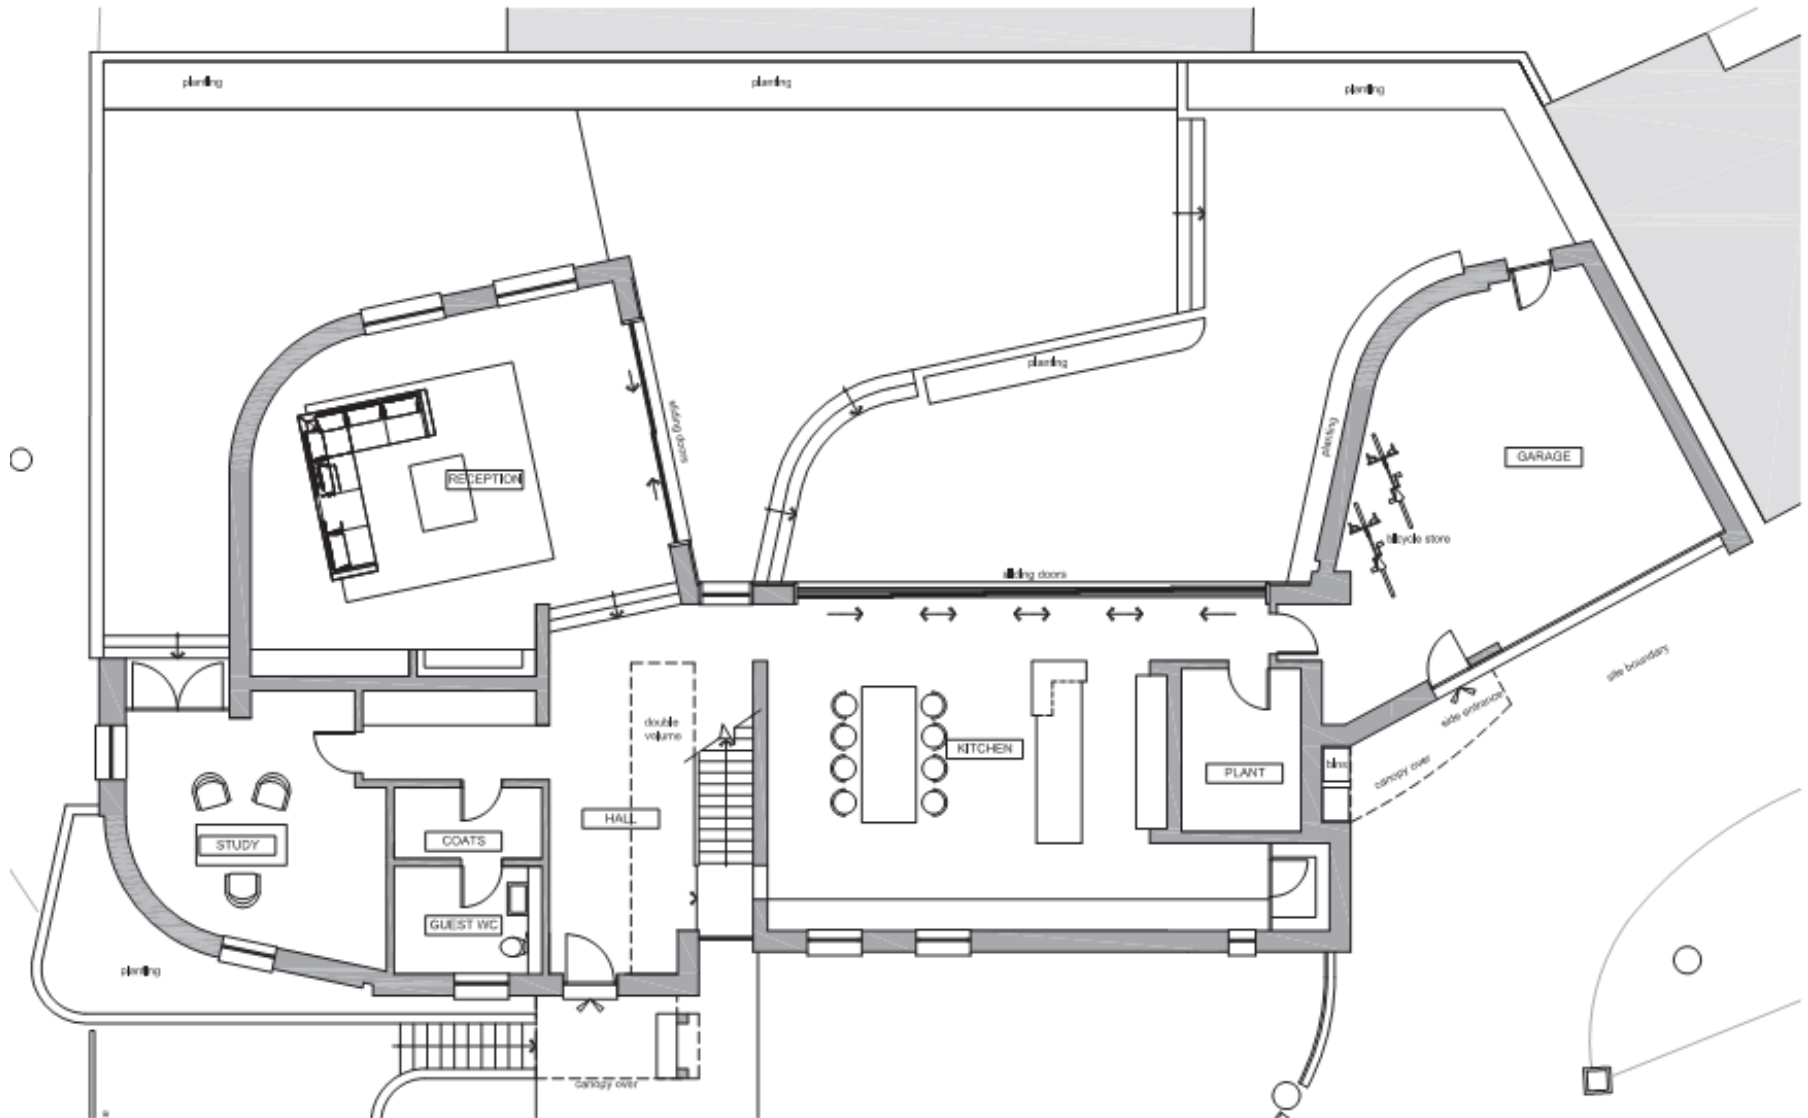 planting
planting
planting
planting
sliding doors
planting
RECEPTION
GARAGE
bicycle store
sliding doors
site boundary
side entrance
double
volume
KITCHEN
bins
canopy over
PLANT
HALL
COATS
STUDY
GUEST WC
planting
canopy over